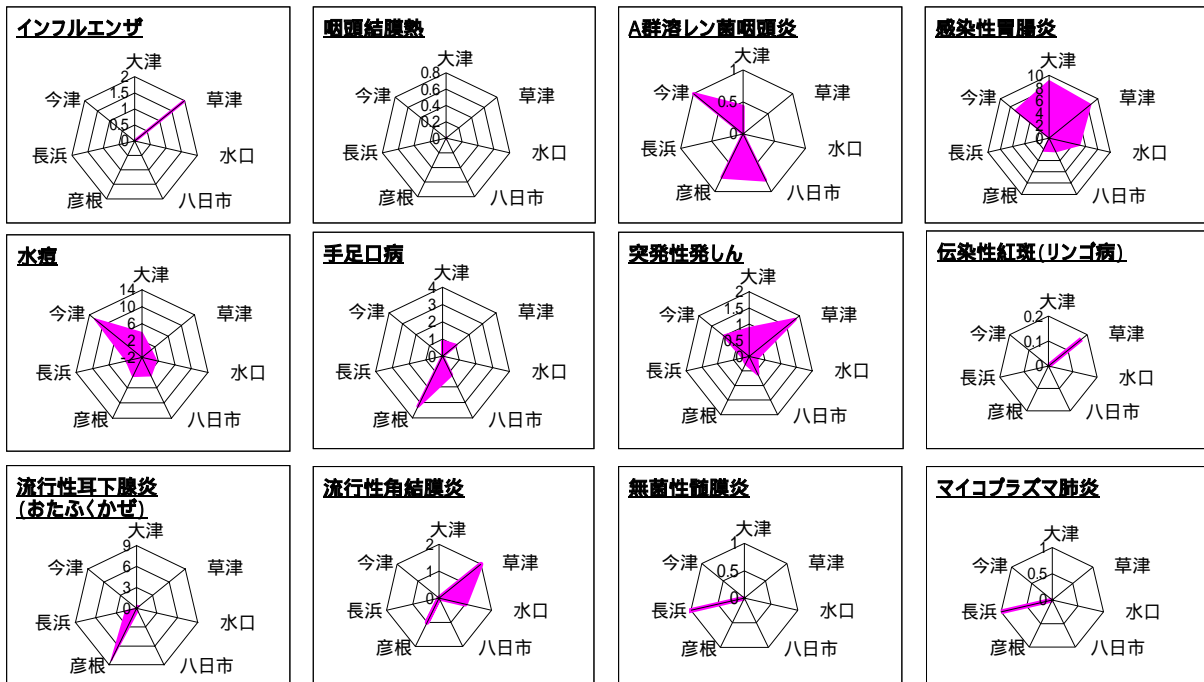 インフルエンザ
大津
草津
水口
八日市
彦根
長浜
今津
2
1.5
1
0.5
0
咽頭結膜熱
大津
草津
水口
八日市
彦根
長浜
今津
0.8
0.6
0.4
0.2
0
A群溶レン菌咽頭炎
大津
草津
水口
八日市
彦根
長浜
今津
1
0.5
0
感染性胃腸炎
大津
草津
水口
八日市
彦根
長浜
今津
10
8
6
4
2
0
水痘
大津
草津
水口
八日市
彦根
長浜
今津
14
10
6
2
-2
手足口病
大津
草津
水口
八日市
彦根
長浜
今津
4
3
2
1
0
突発性発しん
大津
草津
水口
八日市
彦根
長浜
今津
2
1.5
1
0.5
0
伝染性紅斑(リンゴ病)
大津
草津
水口
八日市
彦根
長浜
今津
0.2
0.1
0
流行性耳下腺炎
(おたふくかぜ)
大津
草津
水口
八日市
彦根
長浜
今津
9
6
3
0
流行性角結膜炎
大津
草津
水口
八日市
彦根
長浜
今津
2
1
0
無菌性髄膜炎
大津
草津
水口
八日市
彦根
長浜
今津
1
0.5
0
マイコプラズマ肺炎
大津
草津
水口
八日市
彦根
長浜
今津
1
0.5
0